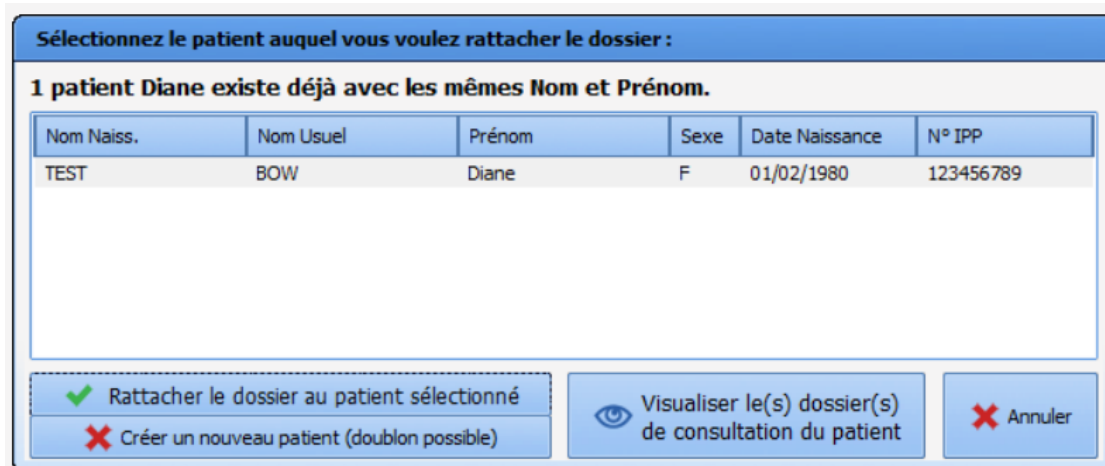 Sélectionnez le patient auquel vous voulez rattacher le dossier :
1 patient Diane existe déjà avec les mêmes Nom et Prénom.
Nom Naiss. Nom Usuel Prénom Sexe Date Naissance N° IPP
TEST BOW Diane F 01/02/1980 123456789
Rattacher le dossier au patient sélectionné
Créer un nouveau patient (doublon possible)
Visualiser le(s) dossier(s)
de consultation du patient
Annuler